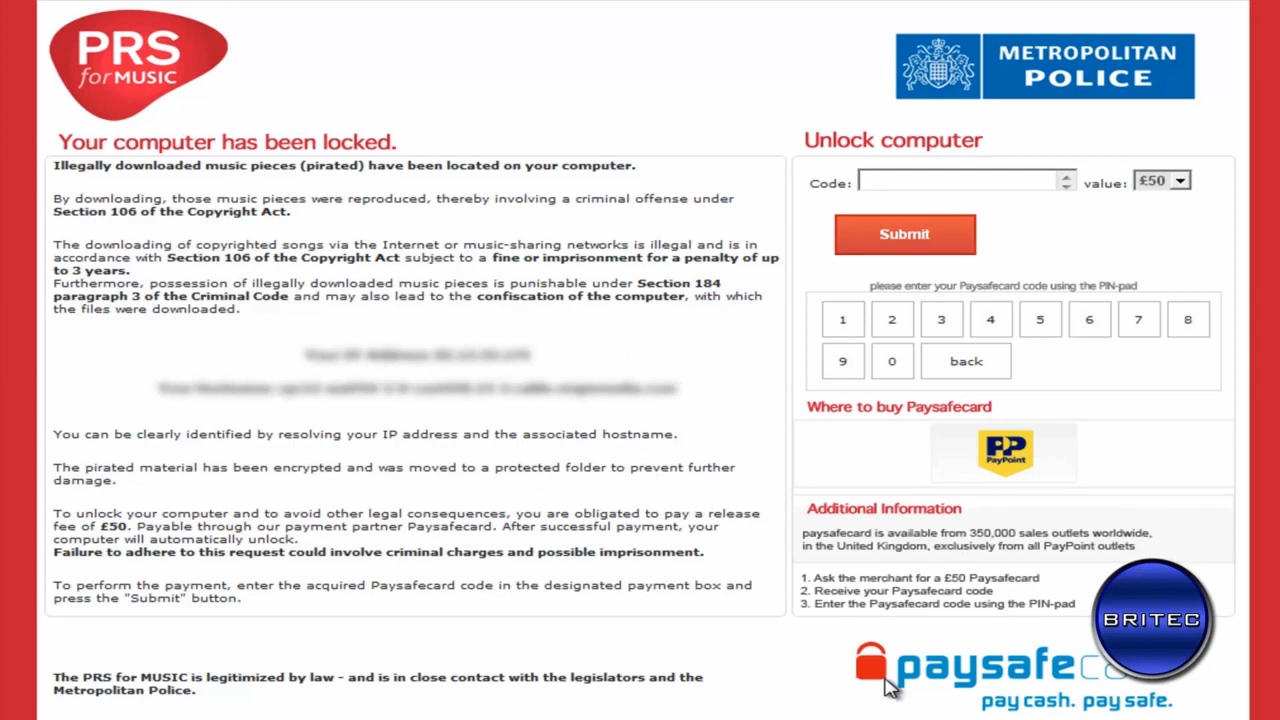 PRS
for MUSIC
METROPOLITAN
POLICE
Your computer has been locked.
Illegally downloaded music pieces (pirated) have been located on your computer.
By downloading, those music pieces were reproduced, thereby involving a criminal offense under
Section 106 of the Copyright Act.
The downloading of copyrighted songs via the Internet or music-sharing networks is illegal and is in
accordance with Section 106 of the Copyright Act subject to a fine or imprisonment for a penalty of up
to 3 years.
Furthermore, possession of illegally downloaded music pieces is punishable under Section 184
paragraph 3 of the Criminal Code and may also lead to the confiscation of the computer, with which
the files were downloaded.
You can be clearly identified by resolving your IP address and the associated hostname.
The pirated material has been encrypted and was moved to a protected folder to prevent further
damage.
To unlock your computer and to avoid other legal consequences, you are obligated to pay a release
fee of £50. Payable through our payment partner Paysafecard. After successful payment, your
computer will automatically unlock.
Failure to adhere to this request could involve criminal charges and possible imprisonment.
To perform the payment, enter the acquired Paysafecard code in the designated payment box and
press the "Submit" button.
The PRS for MUSIC is legitimized by law - and is in close contact with the legislators and the
Metropolitan Police.
Unlock computer
Code: value: £50
Submit
please enter your Paysafecard code using the PIN-pad
1 2 3 4 5 6 7 8
9 0 back
Where to buy Paysafecard
PP
PayPoint
Additional Information
paysafecard is available from 350,000 sales outlets worldwide,
in the United Kingdom, exclusively from all PayPoint outlets
1. Ask the merchant for a £50 Paysafecard
2. Receive your Paysafecard code
3. Enter the Paysafecard code using the PIN-pad
BRITEC
paysafec
pay cash. pay safe.